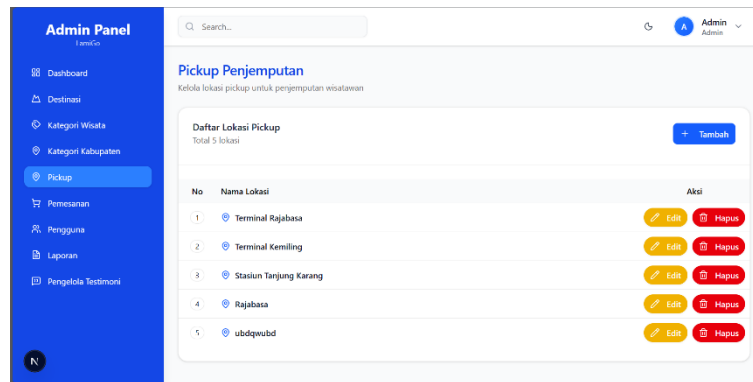 Admin Panel
LamiGo
Dashboard
Destinasi
Kategori Wisata
Kategori Kabupaten
Pickup
Pemesanan
Pengguna
Laporan
Pengelola Testimoni
N
Search...
A
Admin
Admin
Pickup Penjemputan
Kelola lokasi pickup untuk penjemputan wisatawan
Daftar Lokasi Pickup
Total 5 lokasi
+ Tambah
No Nama Lokasi Aksi
1 Terminal Rajabasa Edit Hapus
2 Terminal Kemiling Edit Hapus
3 Stasiun Tanjung Karang Edit Hapus
4 Rajabasa Edit Hapus
5 ubdqwubd Edit Hapus